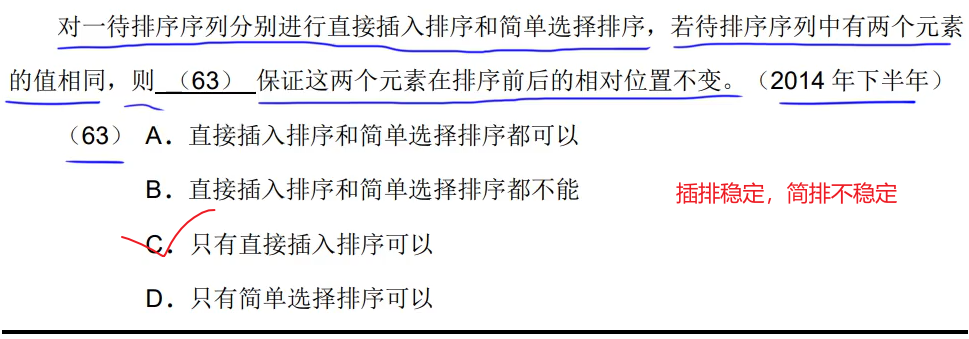 对一待排序序列分别进行直接插入排序和简单选择排序，若待排序序列中有两个元素
的值相同，则 （63） 保证这两个元素在排序前后的相对位置不变。（2014 年下半年）
（63） A．直接插入排序和简单选择排序都可以
B．直接插入排序和简单选择排序都不能
插排稳定，简排不稳定
C．只有直接插入排序可以
D．只有简单选择排序可以